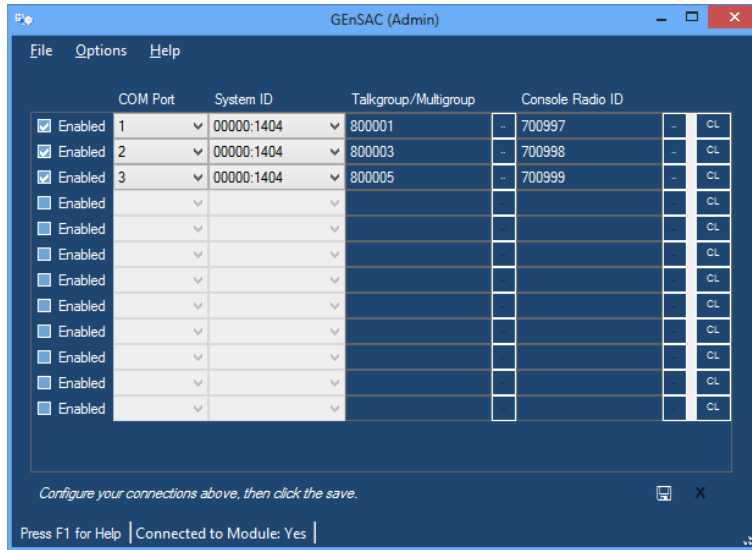 GEnSAC (Admin)
File Options Help
COM Port System ID Talkgroup/Multigroup Console Radio ID
Enabled 1 00000:1404 800001 .. 700997 .. CL
Enabled 2 00000:1404 800003 .. 700998 .. CL
Enabled 3 00000:1404 800005 .. 700999 .. CL
Enabled CL
Enabled CL
Enabled CL
Enabled CL
Enabled CL
Enabled CL
Enabled CL
Enabled CL
Enabled CL
Configure your connections above, then click the save. X
Press F1 for Help Connected to Module: Yes